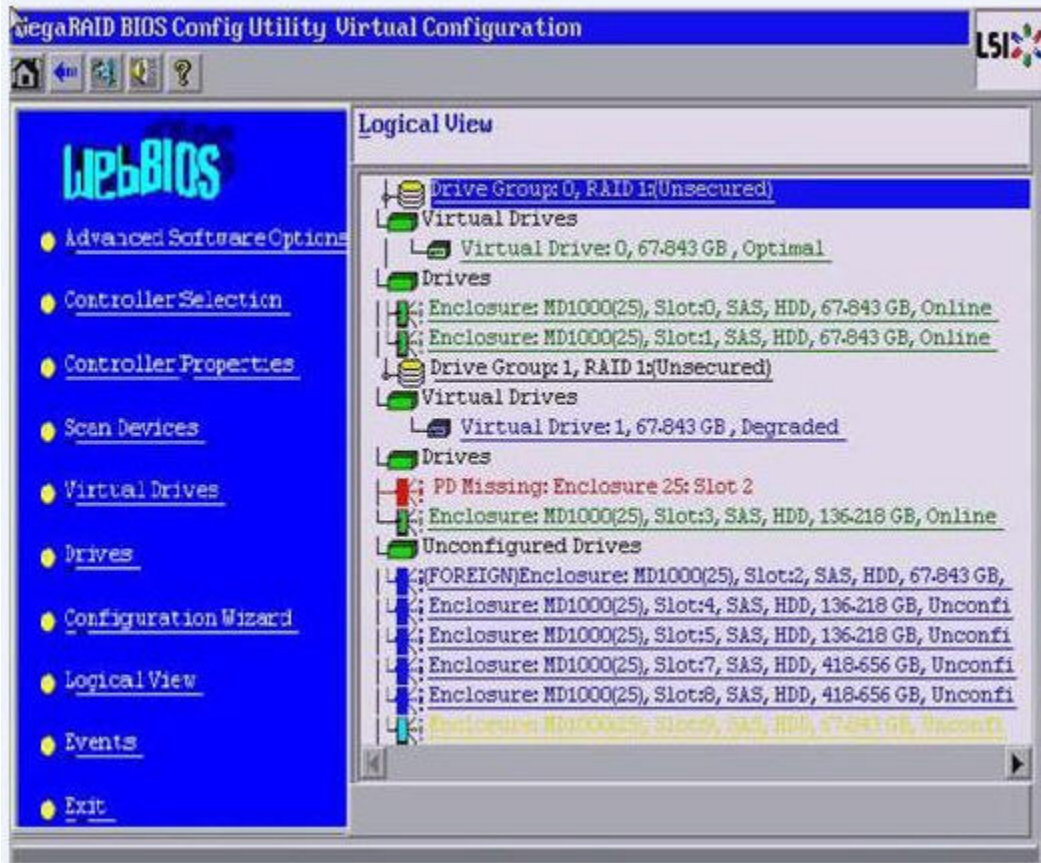 MegaRAID BIOS Config Utility Virtual Configuration
LSI
WebBIOS
Advanced Software Options
Controller Selection
Controller Properties
Scan Devices
Virtual Drives
Drives
Configuration Wizard
Logical View
Events
Exit
Logical View
Drive Group: 0, RAID 1:(Unsecured)
Virtual Drives
Virtual Drive: 0, 67.843 GB , Optimal
Drives
Enclosure: MD1000(25), Slot:0, SAS, HDD, 67.843 GB, Online
Enclosure: MD1000(25), Slot:1, SAS, HDD, 67.843 GB, Online
Drive Group: 1, RAID 1:(Unsecured)
Virtual Drives
Virtual Drive: 1, 67.843 GB , Degraded
Drives
PD Missing: Enclosure 25: Slot 2
Enclosure: MD1000(25), Slot:3, SAS, HDD, 136.218 GB, Online
Unconfigured Drives
(FOREIGN)Enclosure: MD1000(25), Slot:2, SAS, HDD, 67.843 GB,
Enclosure: MD1000(25), Slot:4, SAS, HDD, 136.218 GB, Unconfi
Enclosure: MD1000(25), Slot:5, SAS, HDD, 136.218 GB, Unconfi
Enclosure: MD1000(25), Slot:7, SAS, HDD, 418.656 GB, Unconfi
Enclosure: MD1000(25), Slot:8, SAS, HDD, 418.656 GB, Unconfi
Enclosure: MD1000(25), Slot:9, SAS, HDD, 67.843 GB, Unconfi